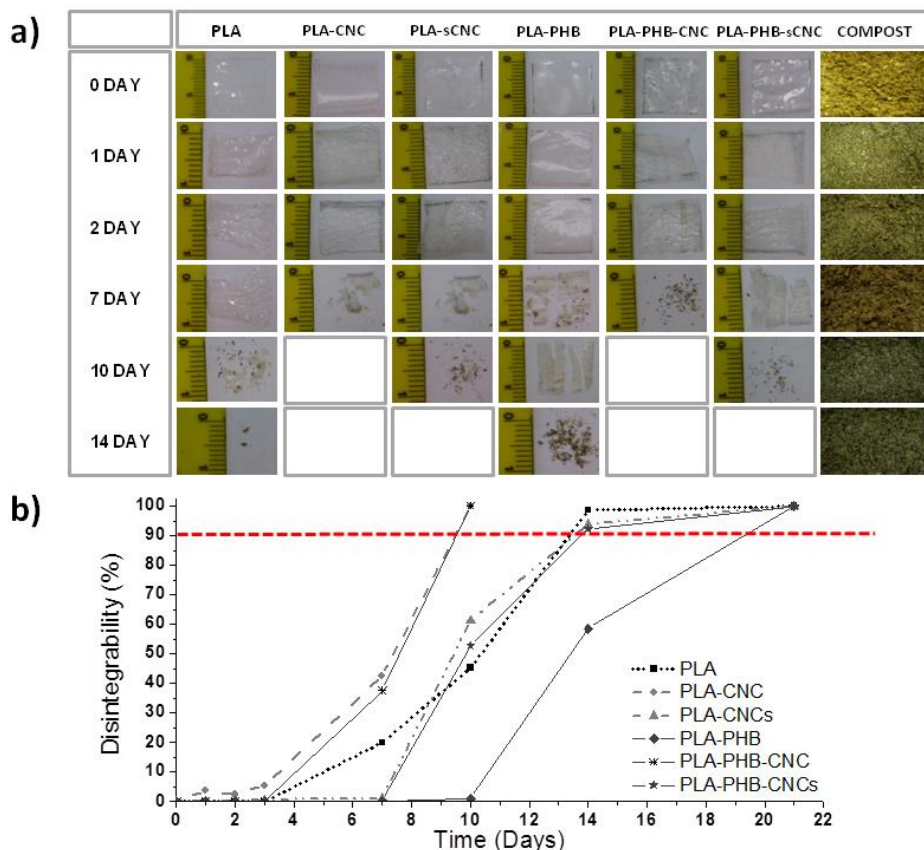 a)
PLA PLA-CNC PLA-sCNC PLA-PHB PLA-PHB-CNC PLA-PHB-sCNC COMPOST
0 DAY
1 DAY
2 DAY
7 DAY
10 DAY
14 DAY
b)
100
90
80
70
60
50
40
30
20
10
0
Disintegrability (%)
PLA
PLA-CNC
PLA-CNCs
PLA-PHB
PLA-PHB-CNC
PLA-PHB-CNCs
0 2 4 6 8 10 12 14 16 18 20 22
Time (Days)